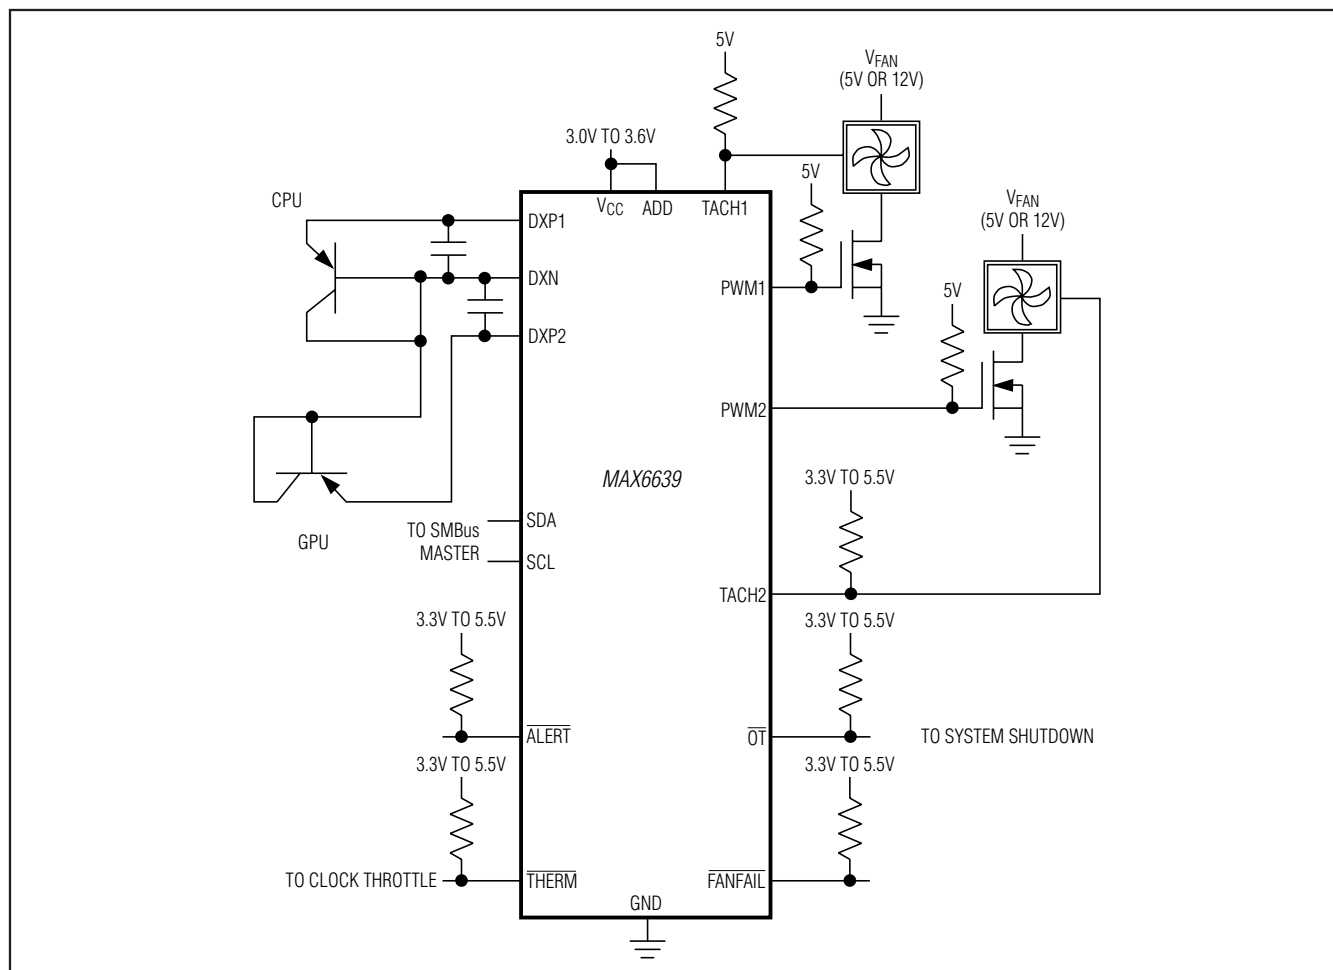 5V
VFAN
(5V OR 12V)
3.0V TO 3.6V
5V
CPU
VCC
ADD
TACH1
DXP1
VFAN
(5V OR 12V)
DXN
PWM1
5V
DXP2
PWM2
MAX6639
3.3V TO 5.5V
GPU
TO SMBus
MASTER
SDA
SCL
TACH2
3.3V TO 5.5V
3.3V TO 5.5V
ALERT
OT
TO SYSTEM SHUTDOWN
3.3V TO 5.5V
3.3V TO 5.5V
TO CLOCK THROTTLE
THERM
FANFAIL
GND